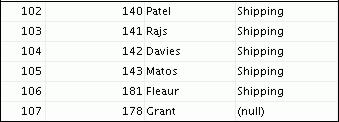 102 140 Patel Shipping
103 141 Rajs Shipping
104 142 Davies Shipping
105 143 Matos Shipping
106 181 Fleaur Shipping
107 178 Grant (null)